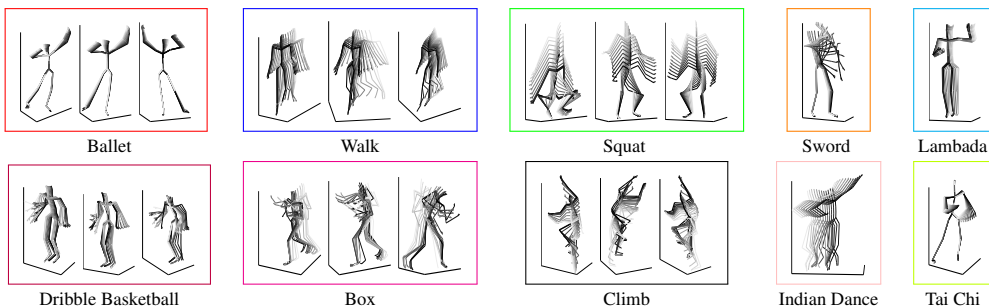 Ballet
Walk
Squat
Sword
Lambada
Dribble Basketball
Box
Climb
Indian Dance
Tai Chi